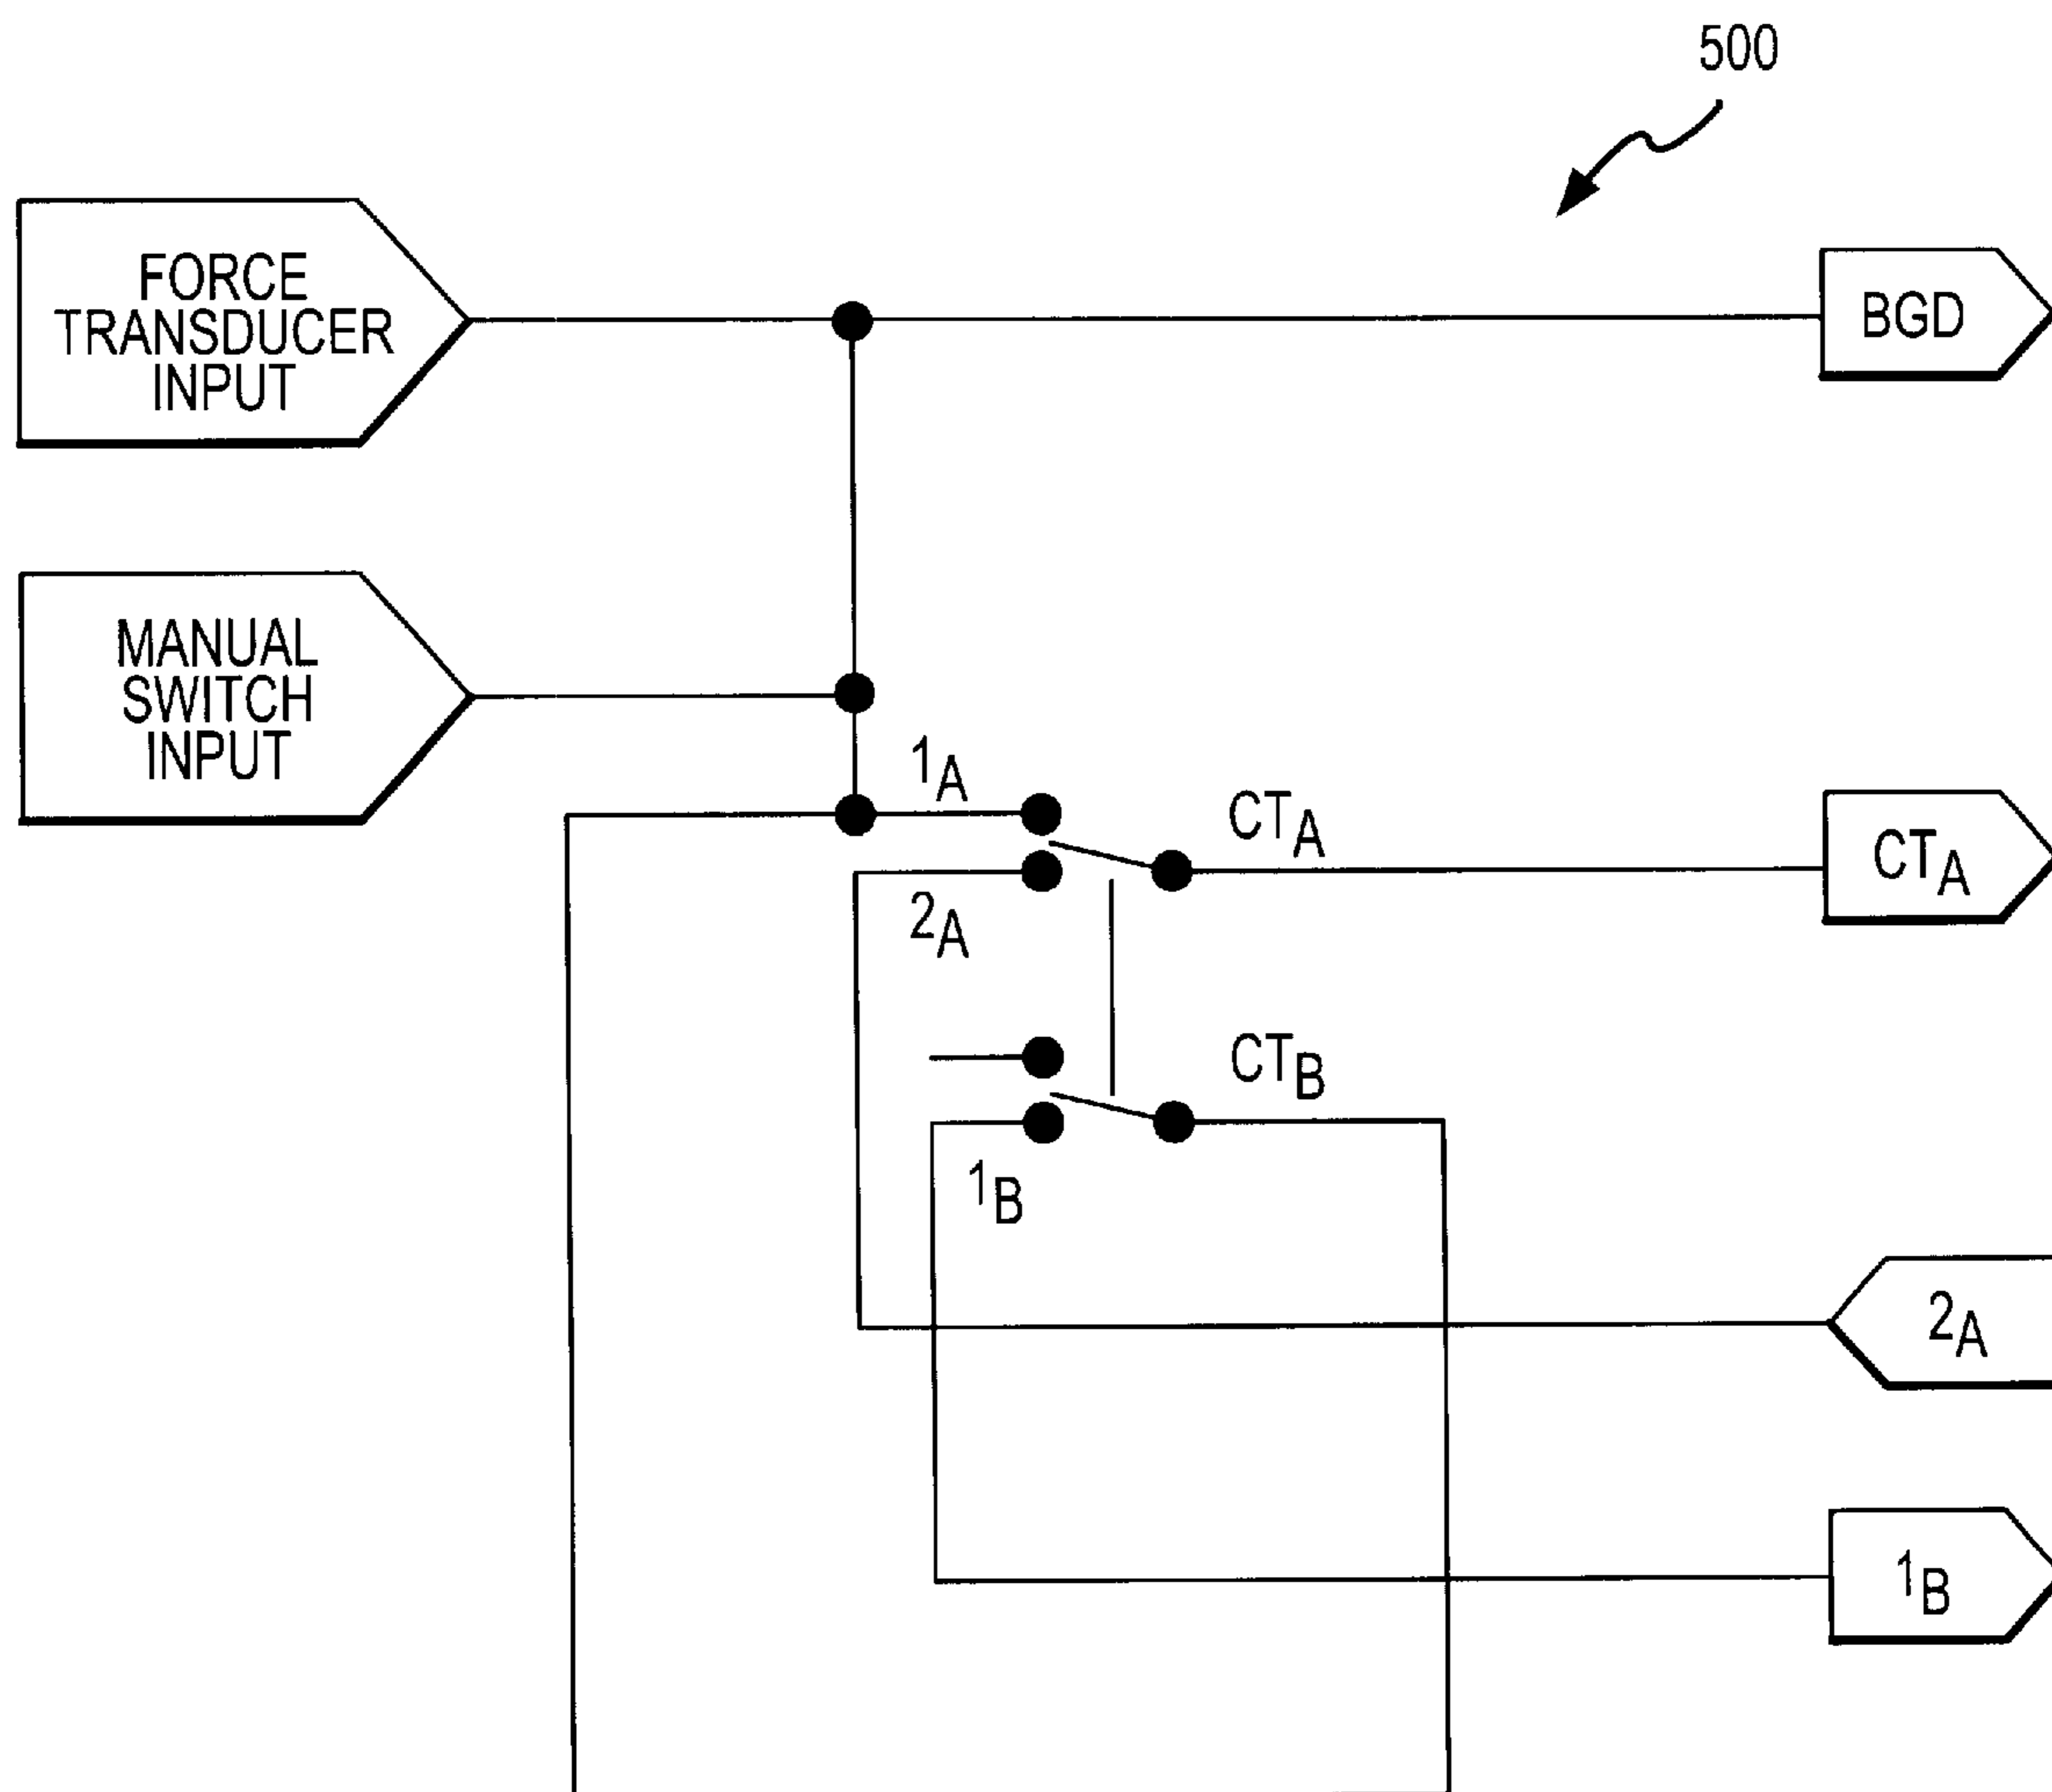 500
FORCE
TRANSDUCER
INPUT
BGD
MANUAL
SWITCH
INPUT
1A
CTA
CTA
2A
CTB
1B
2A
1B